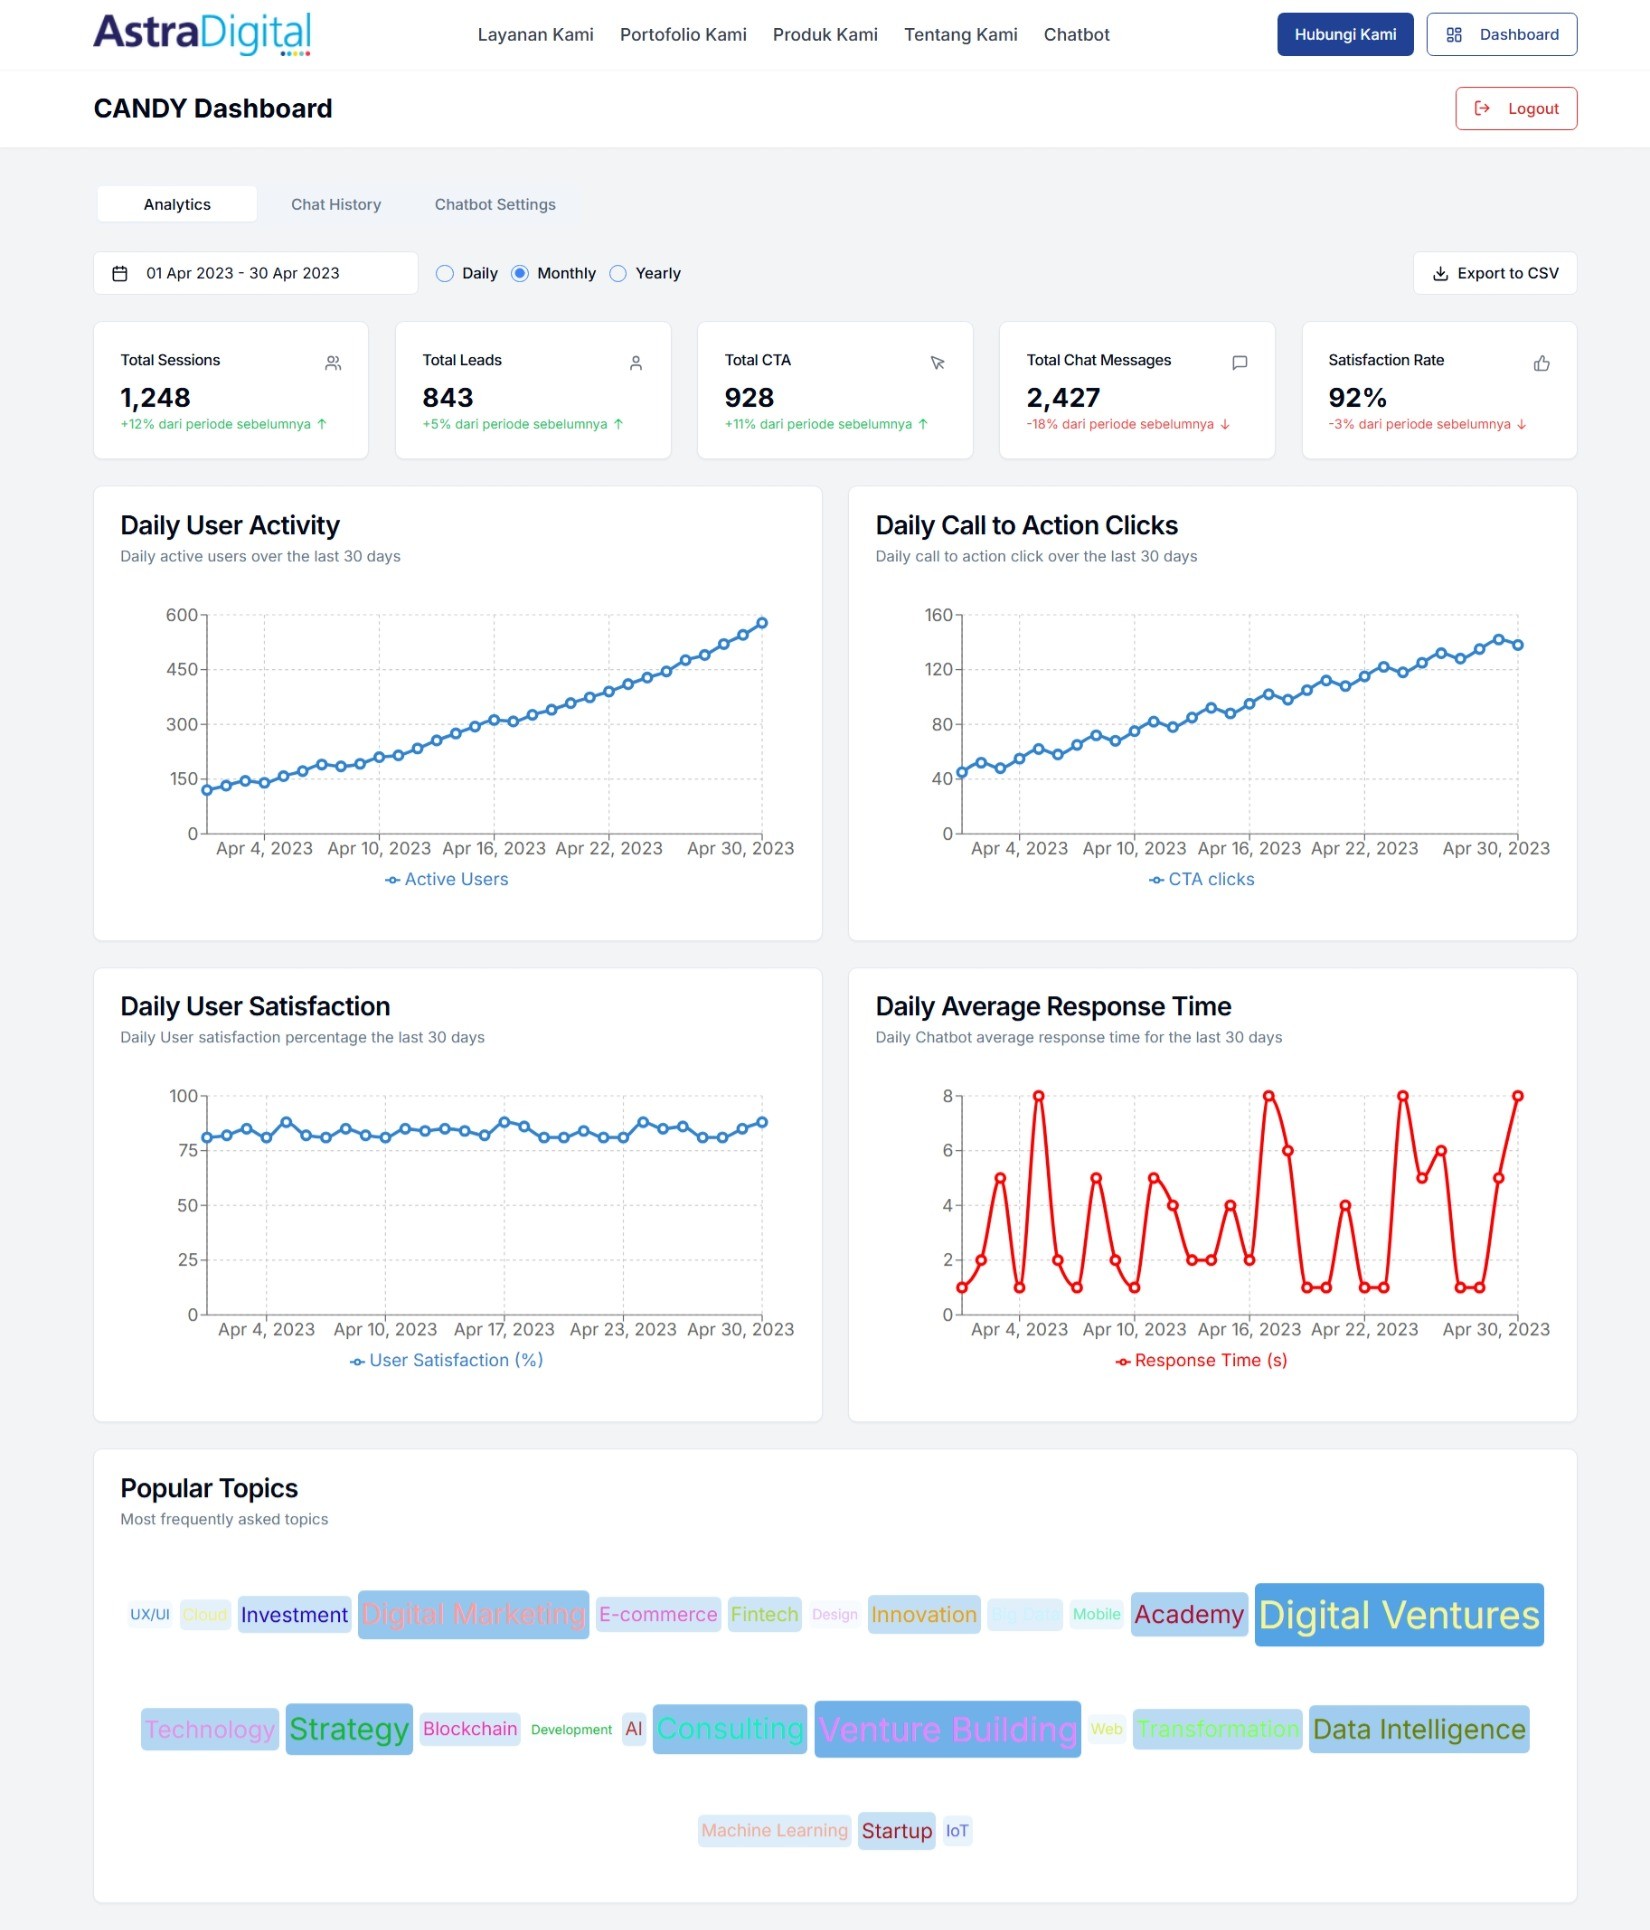 AstraDigital
Layanan Kami Portofolio Kami Produk Kami Tentang Kami Chatbot
Hubungi Kami Dashboard
CANDY Dashboard
Logout
Analytics Chat History Chatbot Settings
01 Apr 2023 - 30 Apr 2023 Daily Monthly Yearly
Export to CSV
Total Sessions
1,248
+12% dari periode sebelumnya ↑
Total Leads
843
+5% dari periode sebelumnya ↑
Total CTA
928
+11% dari periode sebelumnya ↑
Total Chat Messages
2,427
-18% dari periode sebelumnya ↓
Satisfaction Rate
92%
-3% dari periode sebelumnya ↓
Daily User Activity
Daily active users over the last 30 days
600
450
300
150
0
Apr 4, 2023 Apr 10, 2023 Apr 16, 2023 Apr 22, 2023 Apr 30, 2023
Active Users
Daily Call to Action Clicks
Daily call to action click over the last 30 days
160
120
80
40
0
Apr 4, 2023 Apr 10, 2023 Apr 16, 2023 Apr 22, 2023 Apr 30, 2023
CTA clicks
Daily User Satisfaction
Daily User satisfaction percentage the last 30 days
100
75
50
25
0
Apr 4, 2023 Apr 10, 2023 Apr 17, 2023 Apr 23, 2023 Apr 30, 2023
User Satisfaction (%)
Daily Average Response Time
Daily Chatbot average response time for the last 30 days
8
6
4
2
0
Apr 4, 2023 Apr 10, 2023 Apr 16, 2023 Apr 22, 2023 Apr 30, 2023
Response Time (s)
Popular Topics
Most frequently asked topics
UX/UI Cloud Investment Digital Marketing E-commerce Fintech Design Innovation Mobile Academy Digital Ventures
Technology Strategy Blockchain Development AI Consulting Venture Building Web Transformation Data Intelligence
Machine Learning Startup IoT